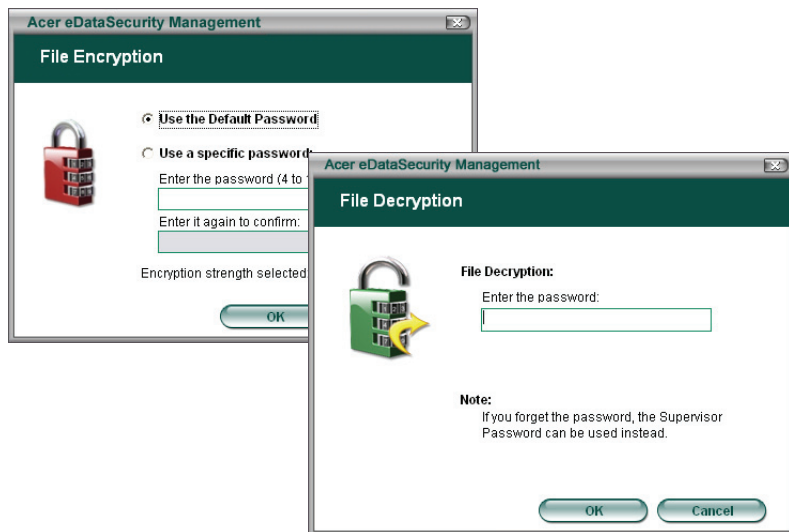 Acer eDataSecurity Management
File Encryption
Use the Default Password
Use a specific password:
Enter the password (4 to
Enter it again to confirm:
Encryption strength selected
OK
Acer eDataSecurity Management
File Decryption
File Decryption:
Enter the password:
Note:
If you forget the password, the Supervisor
Password can be used instead.
OK
Cancel